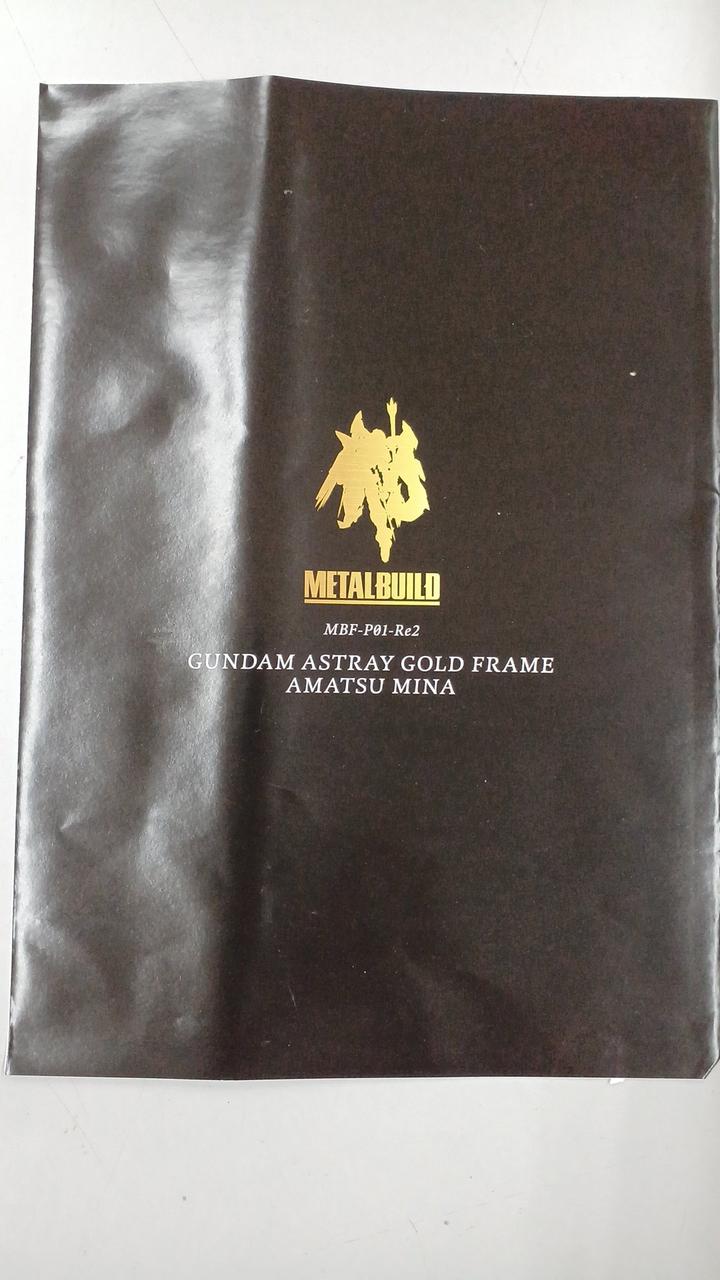 METALBUILD
MBF-P01-Re2
GUNDAM ASTRAY GOLD FRAME
AMATSU MINA